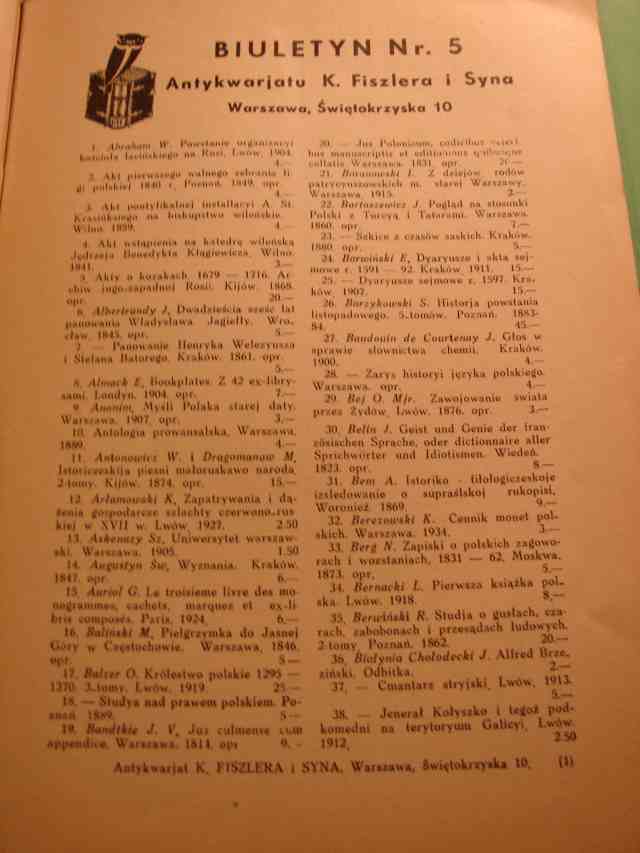 BIULETYN Nr. 5
Antykwarjatu K. Fiszlera i Syna
Warszawa, Świętokrzyska 10
1. Abraham W. Powstanie organizacyi
kościoła łacińskiego na Rusi. Lwów, 1904.
4.—
2. Akt pierwszego walnego zebrania li
gi polskiej 1840 r. Poznań, 1849. opr.
4.—
3. Akt pontyfikalnej installacyi A. St.
Krasińskiego na biskupstwo wileńskie.
Wilno. 1859. 4.—
4. Akt wstąpienia na katedrę wileńską
Jędrzeja Benedykta Kłągiewicza. Wilno.
1841. 3.—
5. Akty o kozakach. 1679 — 1716. Ar-
chiw jugo-zapadnoj Rosii. Kijów. 1868.
opr. 20.—
6. Albertrandy J. Dwadzieścia sześć lat
panowania Władysława Jagiełły. Wro-
cław. 1845. opr. 5.—
7. — Panowanie Henryka Walezyusza
i Stefana Batorego. Kraków. 1861. opr.
5.—
8. Almack E. Bookplates. Z 42 ex-libry-
sami. Londyn. 1904. opr. 7.—
9. Anonim, Myśli Polaka starej daty.
Warszawa. 1907. opr. 3.—
10. Antologia prowansalska. Warszawa.
1889. 4.—
11. Antonowicz W. i Dragomanow M.
Istoriczeskija piesni małoruskawo naroda.
2-tomy. Kijów. 1874. opr. 15.—
12. Arłamowski K. Zapatrywania i dą-
żenia gospodarcze szlachty czerwono-rus
kiej w XVII w. Lwów. 1927. 2.50
13. Askenazy Sz. Uniwersytet warszaw-
ski. Warszawa. 1905. 1.50
14. Augustyn Św. Wyznania. Kraków.
1847. opr. 6.—
15. Auriol G. Le troisieme livre des mo-
nogrammes, cachets, marques et ex-li-
bris composés. Paris, 1924. 6.—
16. Baliński M. Pielgrzymka do Jasnej
Góry w Częstochowie. Warszawa, 1846.
opr. 5—
17. Balzer O. Królestwo polskie 1295 —
1370. 3-tomy. Lwów. 1919. 25—
18. — Studya nad prawem polskiem. Po-
znań 1889. 5—
19. Bandtkie J. V. Jus culmense cum
appendice. Warszawa. 1814. opr 9.-
20. — Jus Polonicum, codicibus
bus manuscriptis et editionibus quibusque
collatis. Warszawa. 1831. opr.
21. Baranowski I. Z dziejów rodów
patrycyuszowskich m. starej Warszawy.
Warszawa 1915. 2.—
22. Bartoszewicz J. Pogląd na stosunki
Polski z Turcyą i Tatarami. Warszawa.
1860. opr. 7.—
23. — Szkice z czasów saskich. Kraków.
1880. opr. 5.—
24. Barwiński E. Dyaryusze i akta sej-
mowe r. 1591 — 92. Kraków 1911. 15.—
25. — Dyaryusze sejmowe r. 1597. Kra-
ków 1907. 15.—
26. Barzykowski S. Historja powstania
listopadowego. 5.tomów. Poznań. 1883-
84. 45.—
27. Baudouin de Courtenay J. Głos w
sprawie słownictwa chemii. Kraków.
1900. 4.—
28. — Zarys historyi języka polskiego.
Warszawa. opr. 4.—
29. Bej O. Mjr. Zawojowanie świata
przez Żydów. Lwów. 1876. opr. 3.—
30. Belin J. Geist und Genie der fran-
zösischen Sprache, oder dictionnaire aller
Sprichwörter und Idiotismen. Wiedeń.
1823. opr. 8.—
31. Bem A. Istoriko - filologiczeskoje
izsledowanie o supraślskoj rukopisi.
Woronież. 1869. 9.—
32. Berezowski K. Cennik monet pol-
skich. Warszawa. 1934. 3.—
33. Berg N. Zapiski o polskich zagowo-
rach i wozstaniach, 1831 — 62. Moskwa.
1873. opr. 5.—
34. Bernacki L. Pierwsza książka pol-
ska. Lwów. 1918. 8.—
35. Berwiński R. Studia o gusłach, cza-
rach, zabobonach i przesądach ludowych.
2-tomy. Poznań. 1862. 20.—
36. Białynia Chołodecki J. Alfred Brze-
ziński. Odbitka. 2.—
37. — Cmantarz stryjski. Lwów, 1913.
5.—
38. — Jenerał Kołyszko i tegoż pod-
komedni na terytoryum Galicyi. Lwów.
1912. 2.50
Antykwarjat K. FISZLERA i SYNA. Warszawa, Świętokrzyska 10. (1)